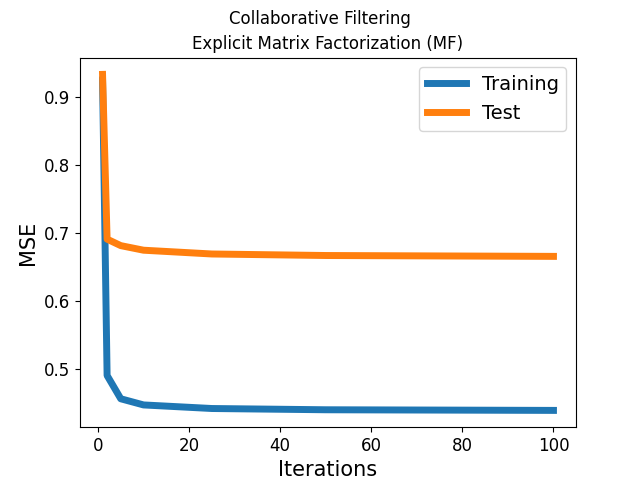 Collaborative Filtering
Explicit Matrix Factorization (MF)
Training
Test
MSE
0.9
0.8
0.7
0.6
0.5
0 20 40 60 80 100
Iterations